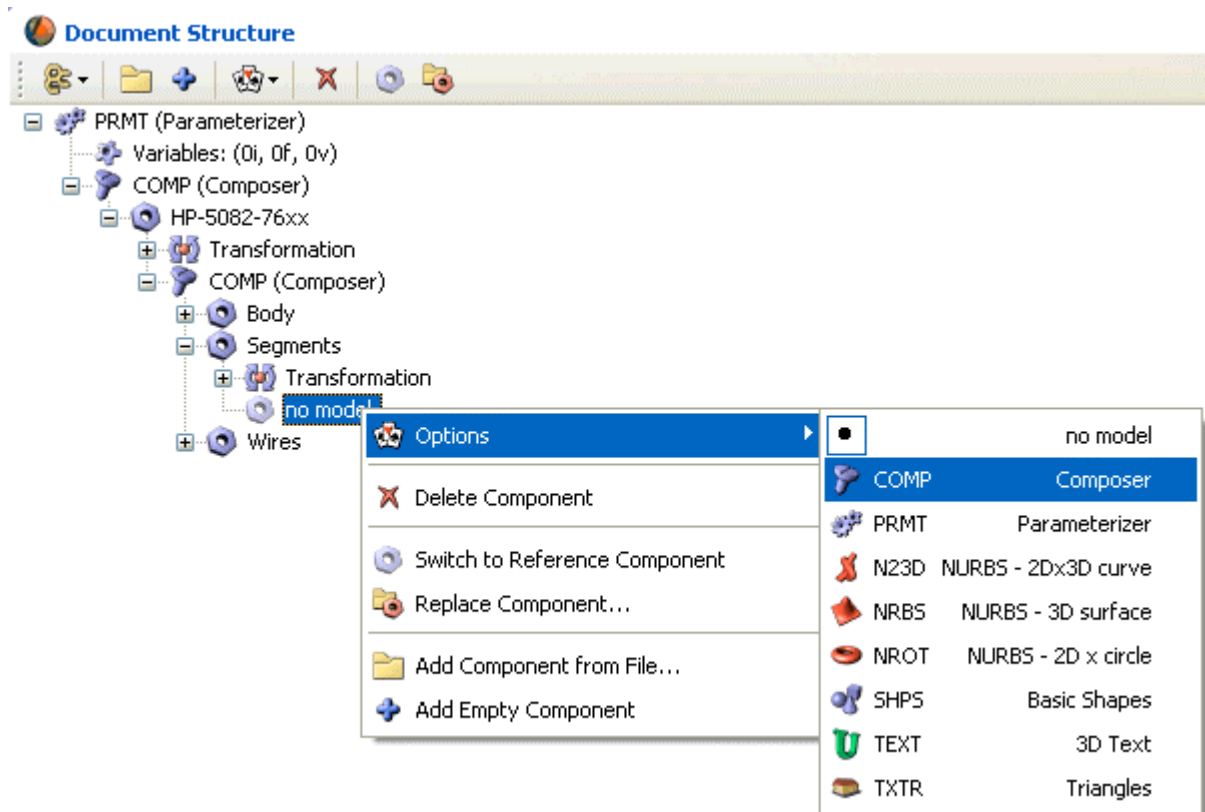 Document Structure
PRMT (Parameterizer)
Variables: (0i, 0f, 0v)
COMP (Composer)
HP-5082-76xx
Transformation
COMP (Composer)
Body
Segments
Transformation
no model
Wires
Options
Delete Component
Switch to Reference Component
Replace Component...
Add Component from File...
Add Empty Component
no model
COMP Composer
PRMT Parameterizer
N23D NURBS - 2Dx3D curve
NRBS NURBS - 3D surface
NROT NURBS - 2D x circle
SHPS Basic Shapes
TEXT 3D Text
TXTR Triangles